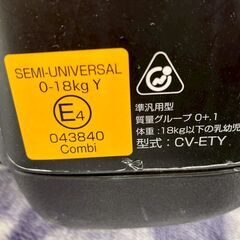 SEMI-UNIVERSAL
0-18kg Y
E4
043840
Combi
準汎用型
質量グループ 0+.1
体重:18kg以下の乳幼児
型式: CV-ETY